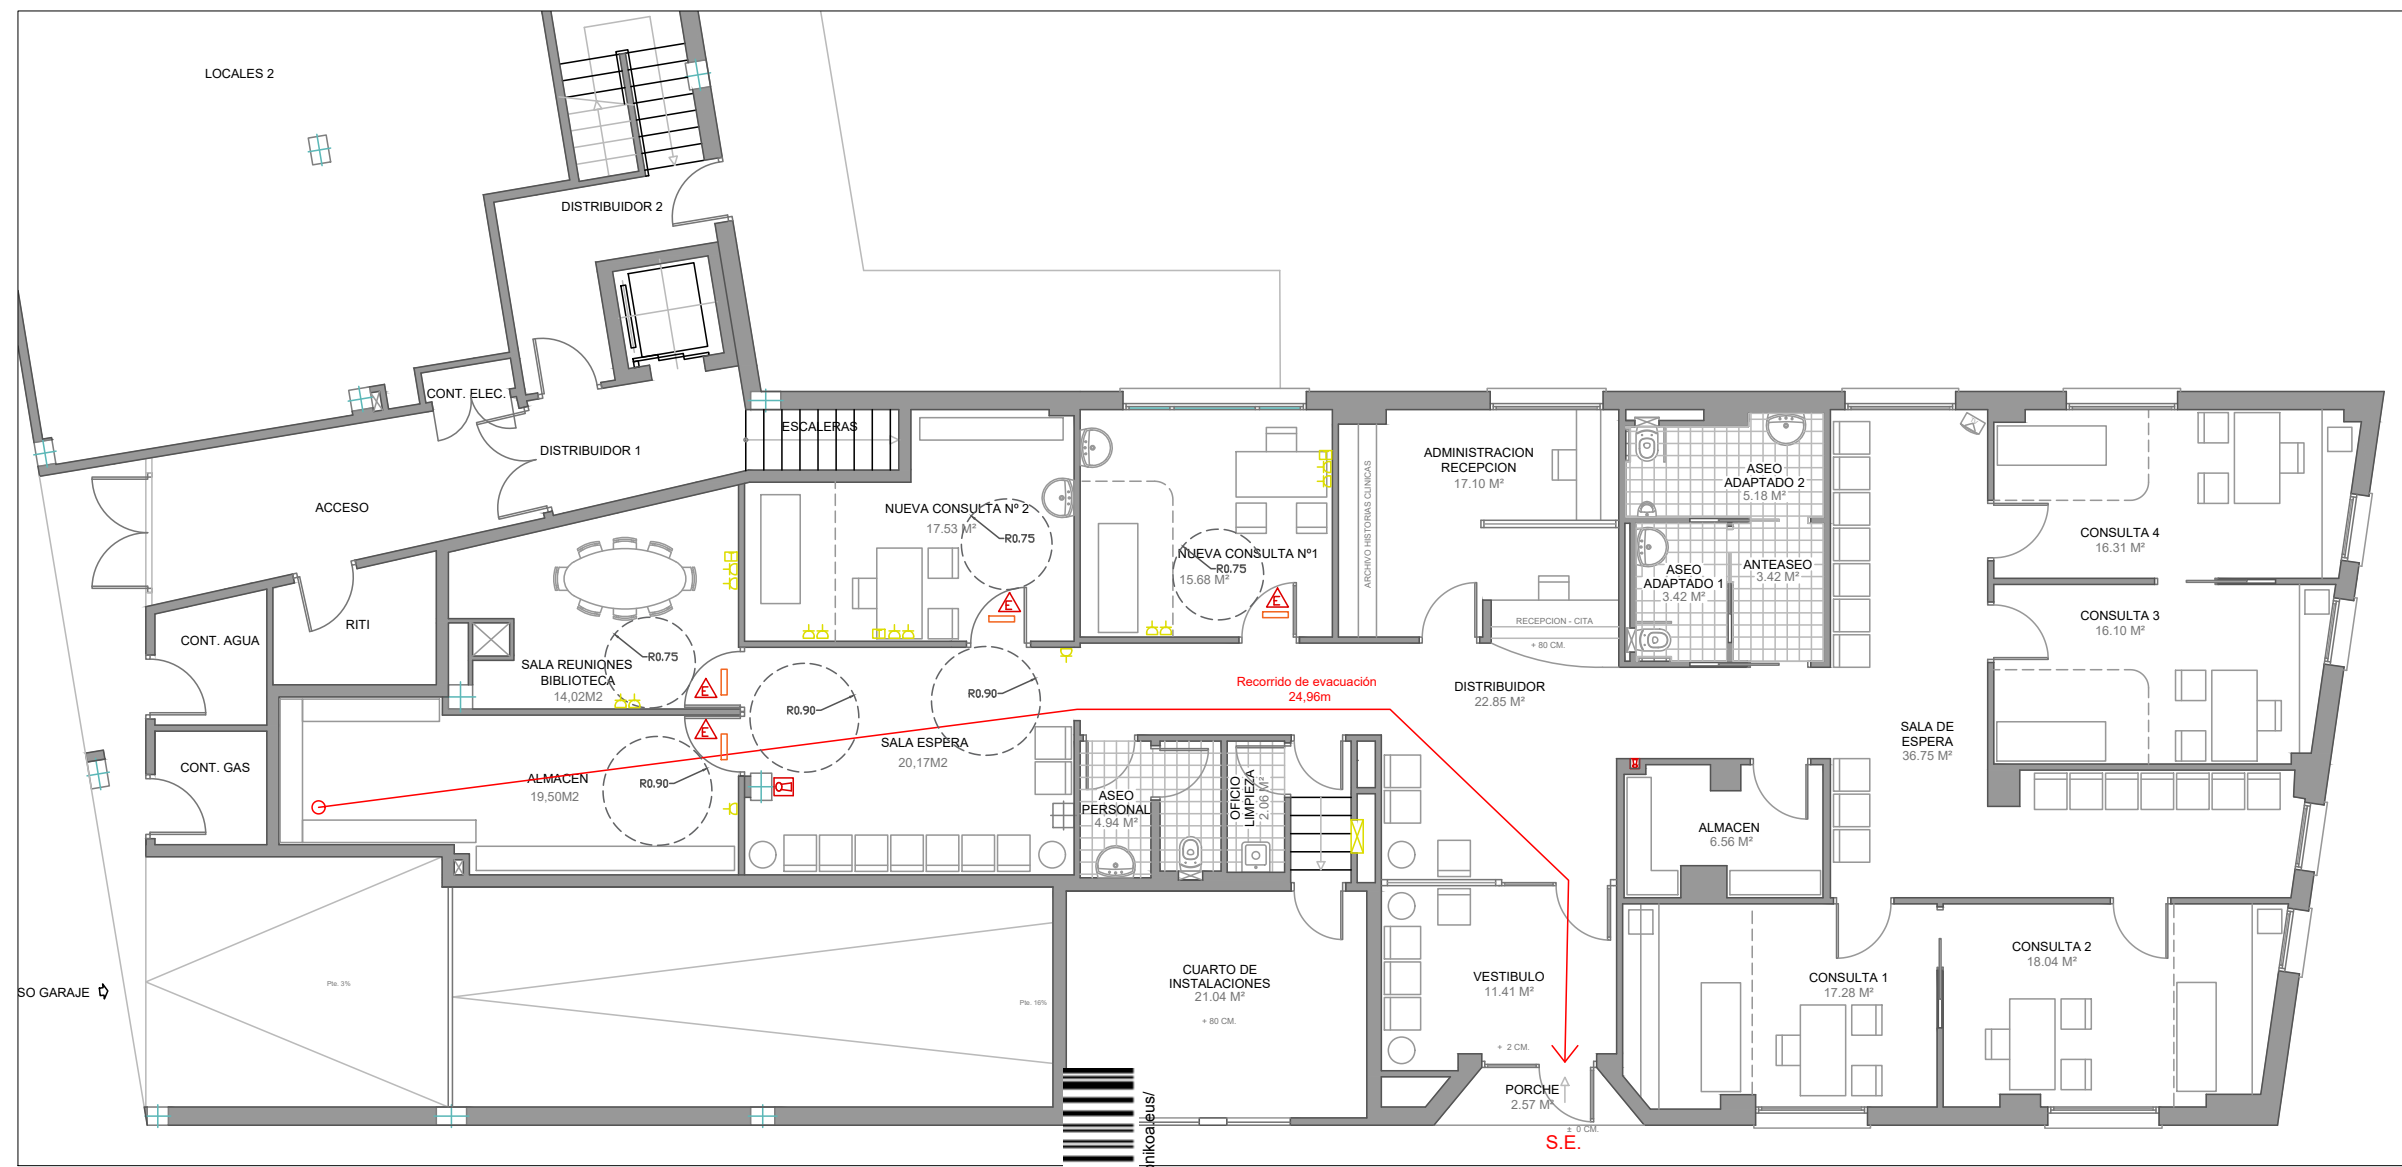 LOCALES 2
DISTRIBUIDOR 2
CONT. ELEC.
ESCALERAS
DISTRIBUIDOR 1
ACCESO
NUEVA CONSULTA Nº 2
17.53 M²
R0.75
NUEVA CONSULTA Nº1
R0.75
15.68 M²
ARCHIVO HISTORIAS CLINICAS
ADMINISTRACION
RECEPCION
17.10 M²
RECEPCION - CITA
+ 80 CM.
ASEO
ADAPTADO 2
5.18 M²
ASEO
ADAPTADO 1
3.42 M²
ANTEASEO
3.42 M²
CONSULTA 4
16.31 M²
CONSULTA 3
16.10 M²
CONT. AGUA
RITI
SALA REUNIONES
BIBLIOTECA
14,02M2
R0.75
E
E
E
E
R0.90
R0.90
Recorrido de evacuación
24,96m
DISTRIBUIDOR
22.85 M²
SALA DE
ESPERA
36.75 M²
CONT. GAS
ALMACEN
19,50M2
R0.90
SALA ESPERA
20,17M2
ASEO
PERSONAL
4.94 M²
OFICIO
LIMPIEZA
2.06 M²
ALMACEN
6.56 M²
SO GARAJE
Pte. 3%
Pte. 16%
CUARTO DE
INSTALACIONES
21.04 M²
+ 80 CM.
VESTIBULO
11.41 M²
+ 2 CM.
CONSULTA 1
17.28 M²
CONSULTA 2
18.04 M²
PORCHE
2.57 M²
± 0 CM.
S.E.
nikoa.eus/